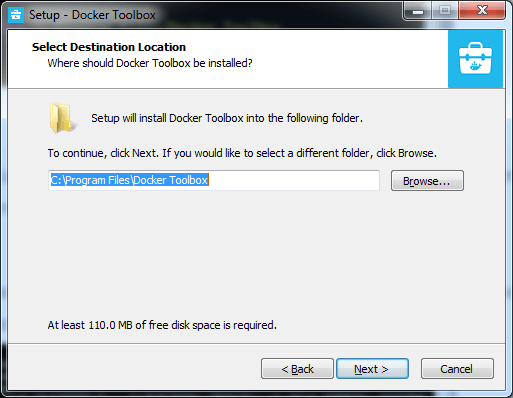 Setup - Docker Toolbox
Select Destination Location
Where should Docker Toolbox be installed?
Setup will install Docker Toolbox into the following folder.
To continue, click Next. If you would like to select a different folder, click Browse.
C:\Program Files\Docker Toolbox
Browse...
At least 110.0 MB of free disk space is required.
< Back
Next >
Cancel